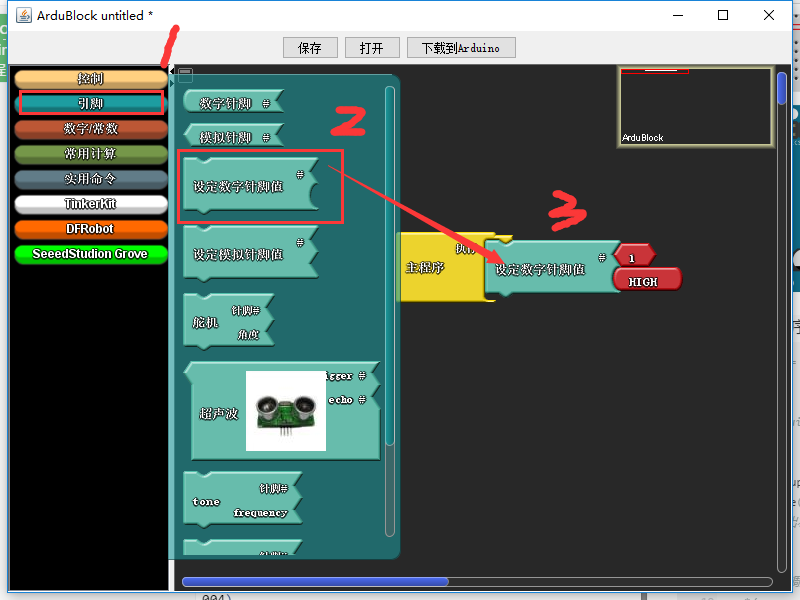 ArduBlock untitled *
保存
打开
下载到Arduino
1
控制
引脚
数字/常数
常用计算
实用命令
TinkerKit
DFRobot
SeeedStudion Grove
数字针脚 #
模拟针脚 #
2
设定数字针脚值 #
设定模拟针脚值 #
舵机 针脚#
角度
超声波
igger #
echo #
tone 针脚#
frequency
针脚#
ArduBlock
3
主程序
设定数字针脚值 # 1
HIGH
004)